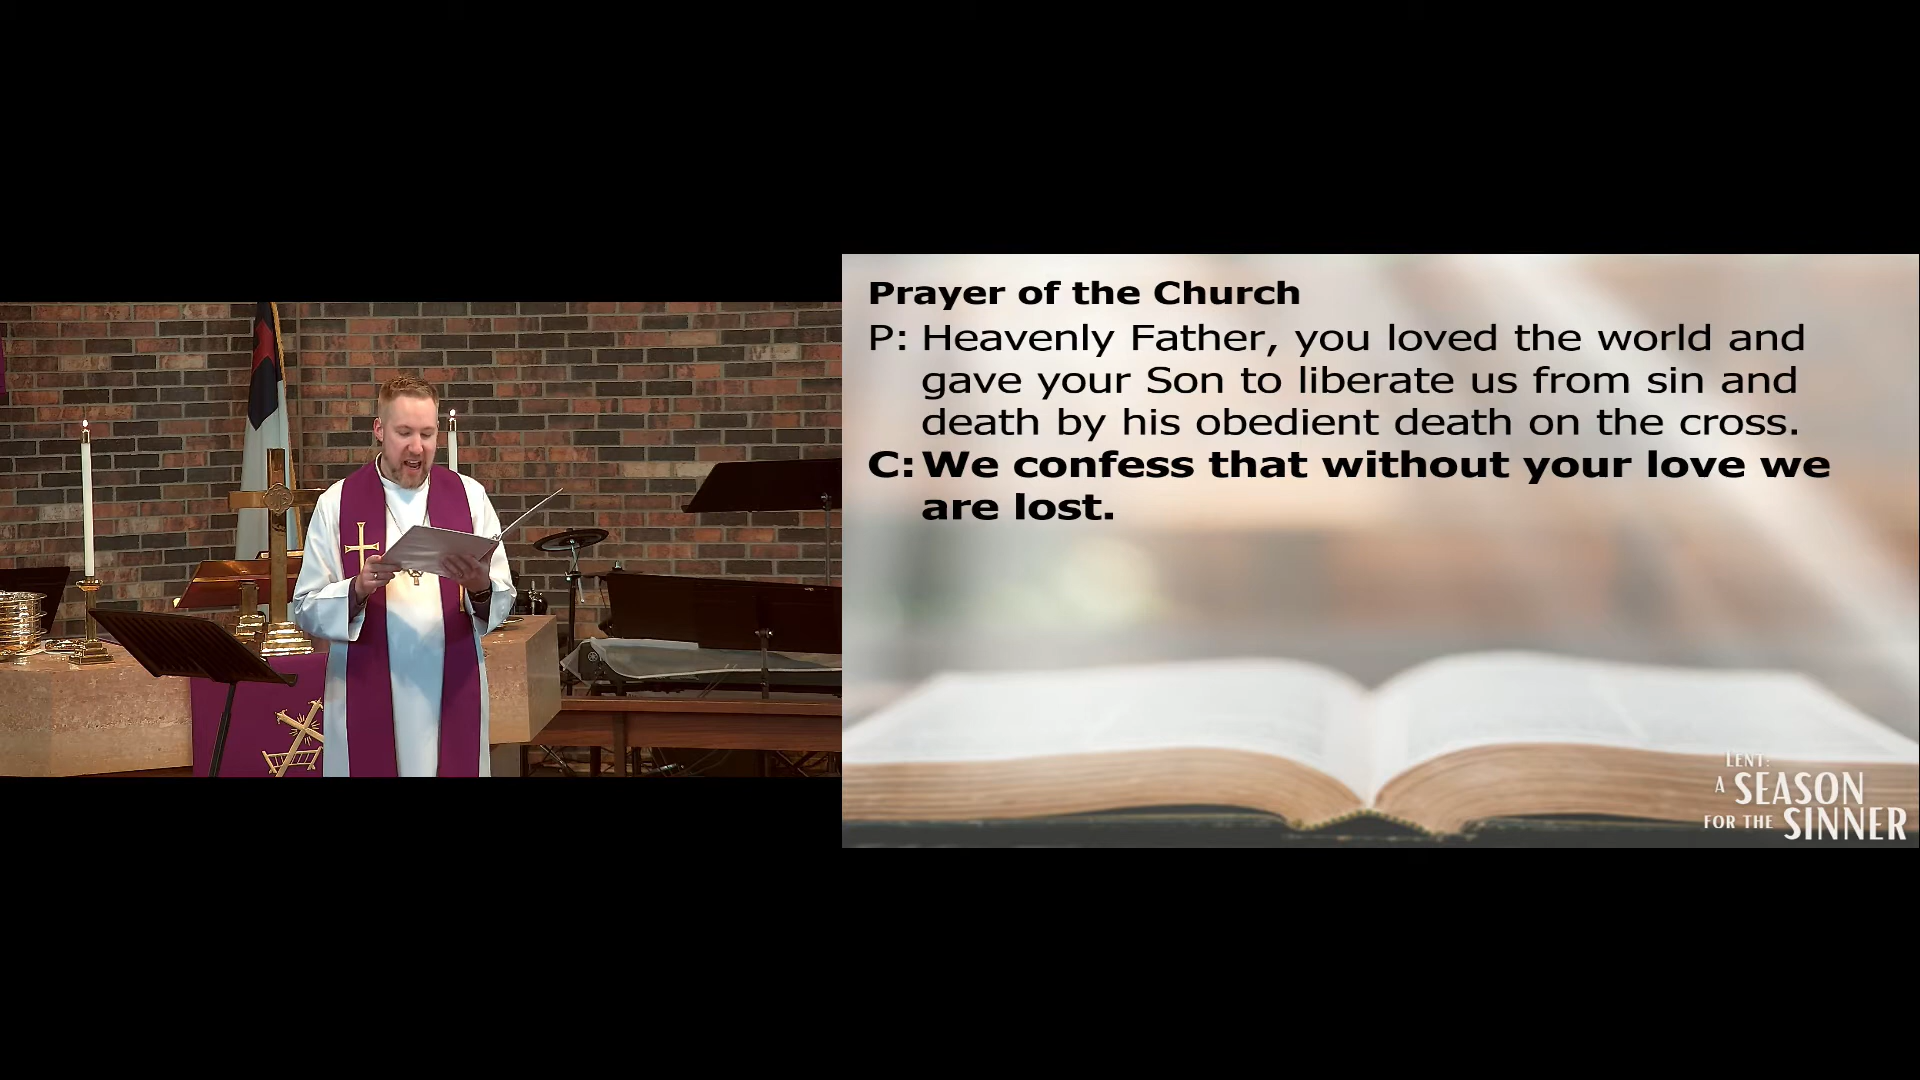 Prayer of the Church
P: Heavenly Father, you loved the world and
gave your Son to liberate us from sin and
death by his obedient death on the cross.
C: We confess that without your love we
are lost.
LENT:
A SEASON
FOR THE SINNER